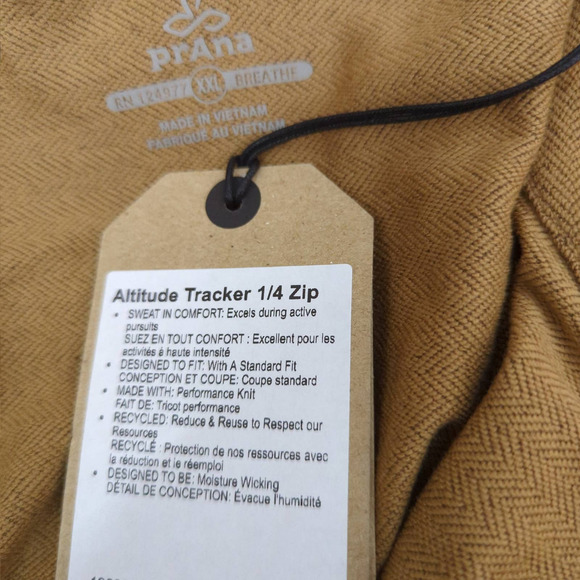 prAna
RN 124977 XXL BREATHE
MADE IN VIETNAM
FABRIQUE AU VIETNAM
Altitude Tracker 1/4 Zip
• SWEAT IN COMFORT: Excels during active
pursuits
SUEZ EN TOUT CONFORT : Excellent pour les
activités à haute intensité
• DESIGNED TO FIT: With A Standard Fit
CONCEPTION ET COUPE: Coupe standard
• MADE WITH: Performance Knit
FAIT DE: Tricot performance
• RECYCLED: Reduce & Reuse to Respect our
Resources
RECYCLÉ : Protection de nos ressources avec
la réduction et le réemploi
• DESIGNED TO BE: Moisture Wicking
DÉTAIL DE CONCEPTION: Évacue l'humidité